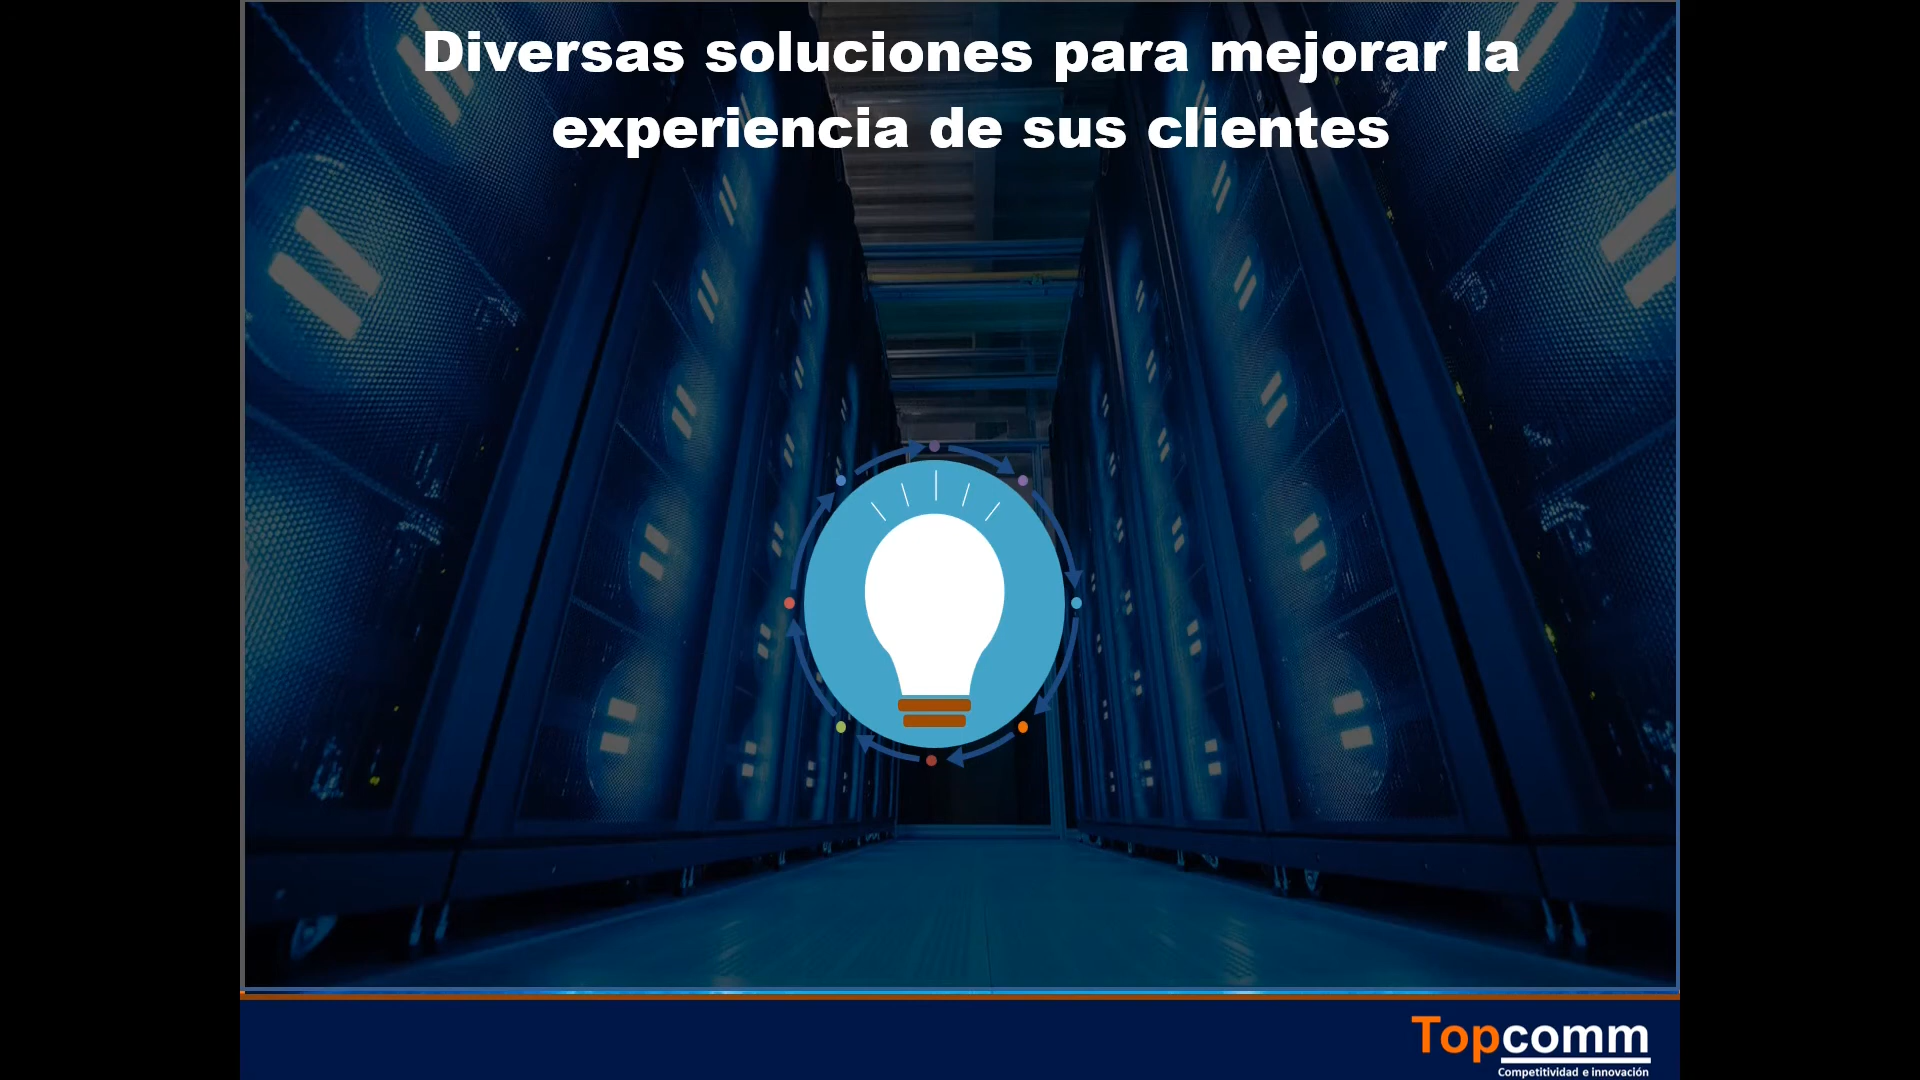 Diversas soluciones para mejorar la
experiencia de sus clientes
Topcomm
Competitividad e innovación